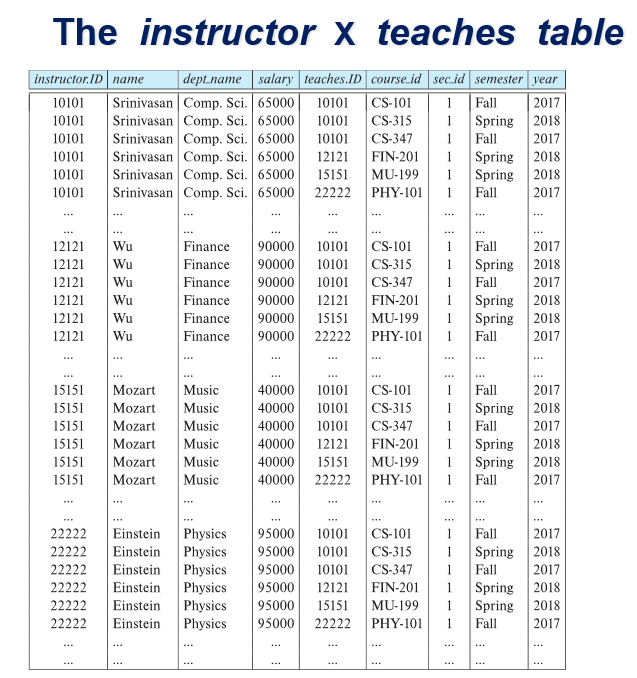 The instructor x teaches table
instructor.ID name dept_name salary teaches.ID course_id sec_id semester year
10101 Srinivasan Comp. Sci. 65000 10101 CS-101 1 Fall 2017
10101 Srinivasan Comp. Sci. 65000 10101 CS-315 1 Spring 2018
10101 Srinivasan Comp. Sci. 65000 10101 CS-347 1 Fall 2017
10101 Srinivasan Comp. Sci. 65000 12121 FIN-201 1 Spring 2018
10101 Srinivasan Comp. Sci. 65000 15151 MU-199 1 Spring 2018
10101 Srinivasan Comp. Sci. 65000 22222 PHY-101 1 Fall 2017
... ... ... ... ... ... ... ... ...
... ... ... ... ... ... ... ... ...
12121 Wu Finance 90000 10101 CS-101 1 Fall 2017
12121 Wu Finance 90000 10101 CS-315 1 Spring 2018
12121 Wu Finance 90000 10101 CS-347 1 Fall 2017
12121 Wu Finance 90000 12121 FIN-201 1 Spring 2018
12121 Wu Finance 90000 15151 MU-199 1 Spring 2018
12121 Wu Finance 90000 22222 PHY-101 1 Fall 2017
... ... ... ... ... ... ... ... ...
... ... ... ... ... ... ... ... ...
15151 Mozart Music 40000 10101 CS-101 1 Fall 2017
15151 Mozart Music 40000 10101 CS-315 1 Spring 2018
15151 Mozart Music 40000 10101 CS-347 1 Fall 2017
15151 Mozart Music 40000 12121 FIN-201 1 Spring 2018
15151 Mozart Music 40000 15151 MU-199 1 Spring 2018
15151 Mozart Music 40000 22222 PHY-101 1 Fall 2017
... ... ... ... ... ... ... ... ...
... ... ... ... ... ... ... ... ...
22222 Einstein Physics 95000 10101 CS-101 1 Fall 2017
22222 Einstein Physics 95000 10101 CS-315 1 Spring 2018
22222 Einstein Physics 95000 10101 CS-347 1 Fall 2017
22222 Einstein Physics 95000 12121 FIN-201 1 Spring 2018
22222 Einstein Physics 95000 15151 MU-199 1 Spring 2018
22222 Einstein Physics 95000 22222 PHY-101 1 Fall 2017
... ... ... ... ... ... ... ... ...
... ... ... ... ... ... ... ... ...